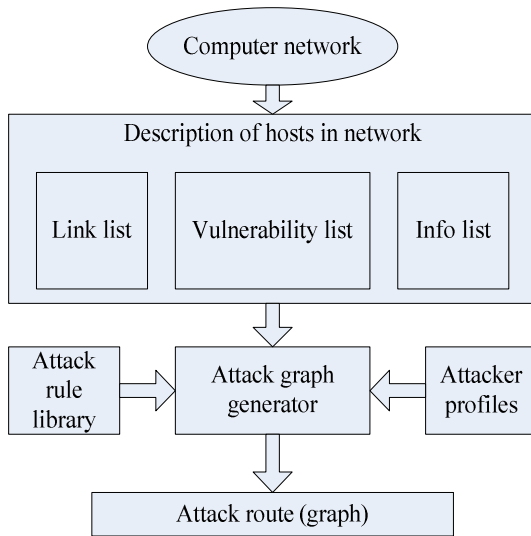 Computer network
Description of hosts in network
Link list
Vulnerability list
Info list
Attack
rule
library
Attack graph
generator
Attacker
profiles
Attack route (graph)